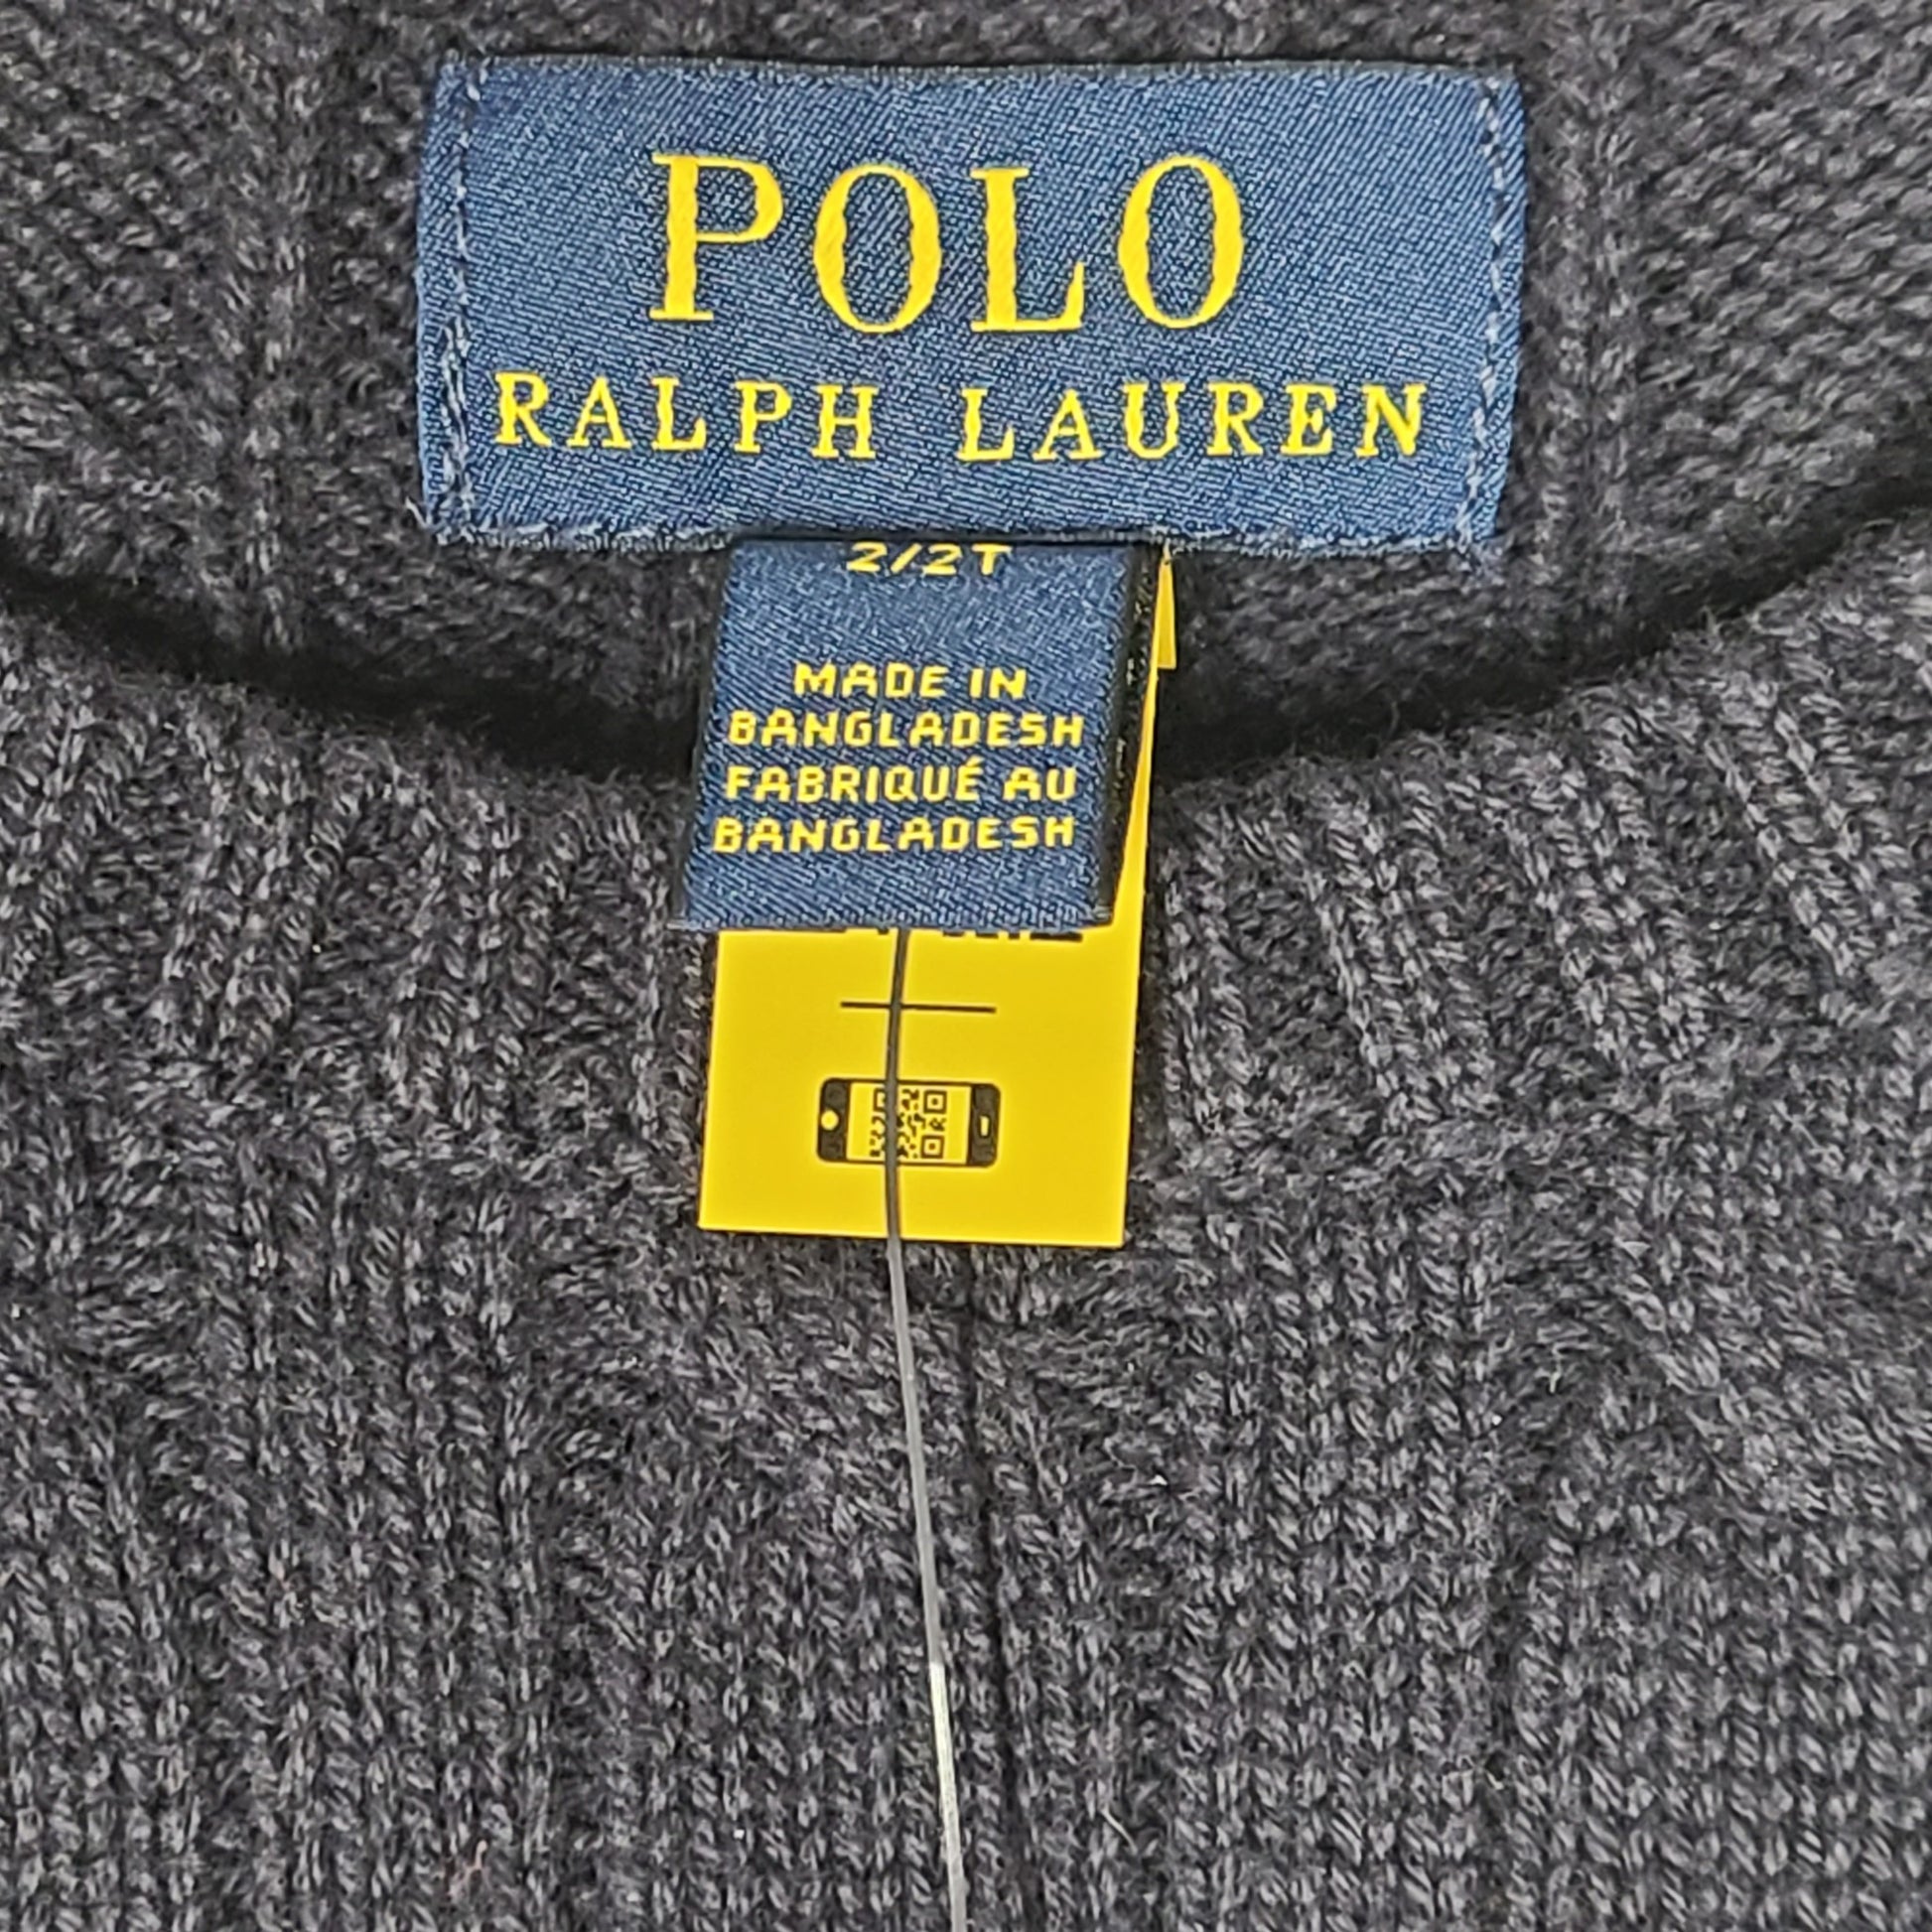 POLO
RALPH LAUREN
2/2T
MADE IN
BANGLADESH
FABRIQUÉ AU
BANGLADESH